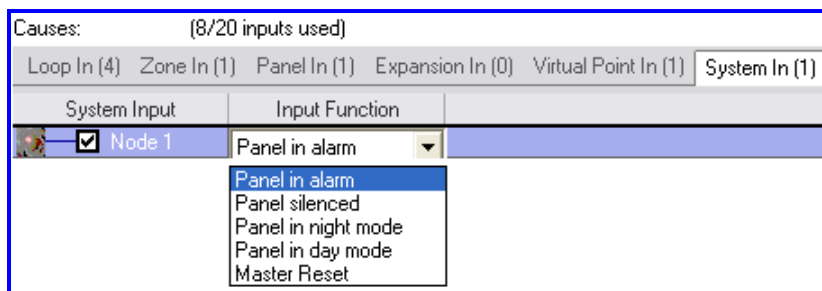 Causes: (8/20 inputs used)
Loop In (4) Zone In (1) Panel In (1) Expansion In (0) Virtual Point In (1) System In (1)
System Input Input Function
Node 1 Panel in alarm
Panel in alarm
Panel silenced
Panel in night mode
Panel in day mode
Master Reset